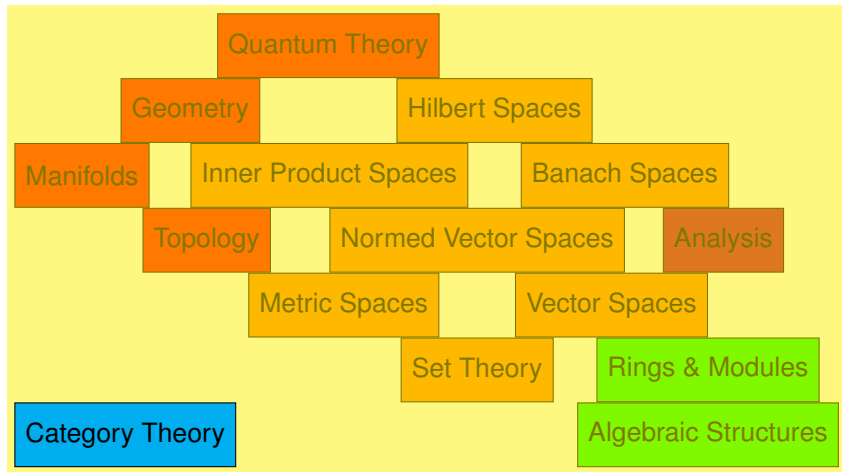 Quantum Theory
Geometry
Hilbert Spaces
Manifolds
Inner Product Spaces
Banach Spaces
Topology
Normed Vector Spaces
Analysis
Metric Spaces
Vector Spaces
Set Theory
Rings & Modules
Category Theory
Algebraic Structures